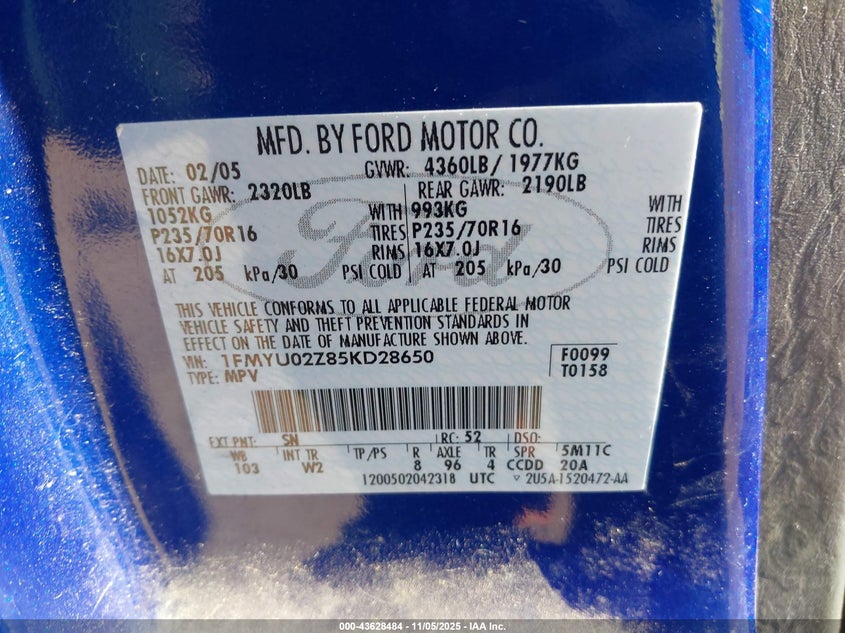 MFD. BY FORD MOTOR CO.
DATE: 02/05 GVWR: 4360LB/ 1977KG
FRONT GAWR: 2320LB REAR GAWR: 2190LB
1052KG WITH 993KG WITH
P235/70R16 TIRES P235/70R16 TIRES
16X7.0J RIMS 16X7.0J RIMS
AT 205 kPa/30 PSI COLD AT 205 kPa/30 PSI COLD
Ford
THIS VEHICLE CONFORMS TO ALL APPLICABLE FEDERAL MOTOR
VEHICLE SAFETY AND THEFT PREVENTION STANDARDS IN
EFFECT ON THE DATE OF MANUFACTURE SHOWN ABOVE.
VIN: 1FMYU02Z85KD28650 F0099
TYPE: MPV T0158
EXT PNT: SN RC: 52 DSO:
WB INT TR TP/PS R AXLE TR SPR 5M11C
103 W2 8 96 4 CCDD 20A
1200502042318 UTC ▽ 2U5A-1520472-AA
000-43628484 - 11/05/2025 - IAA Inc.